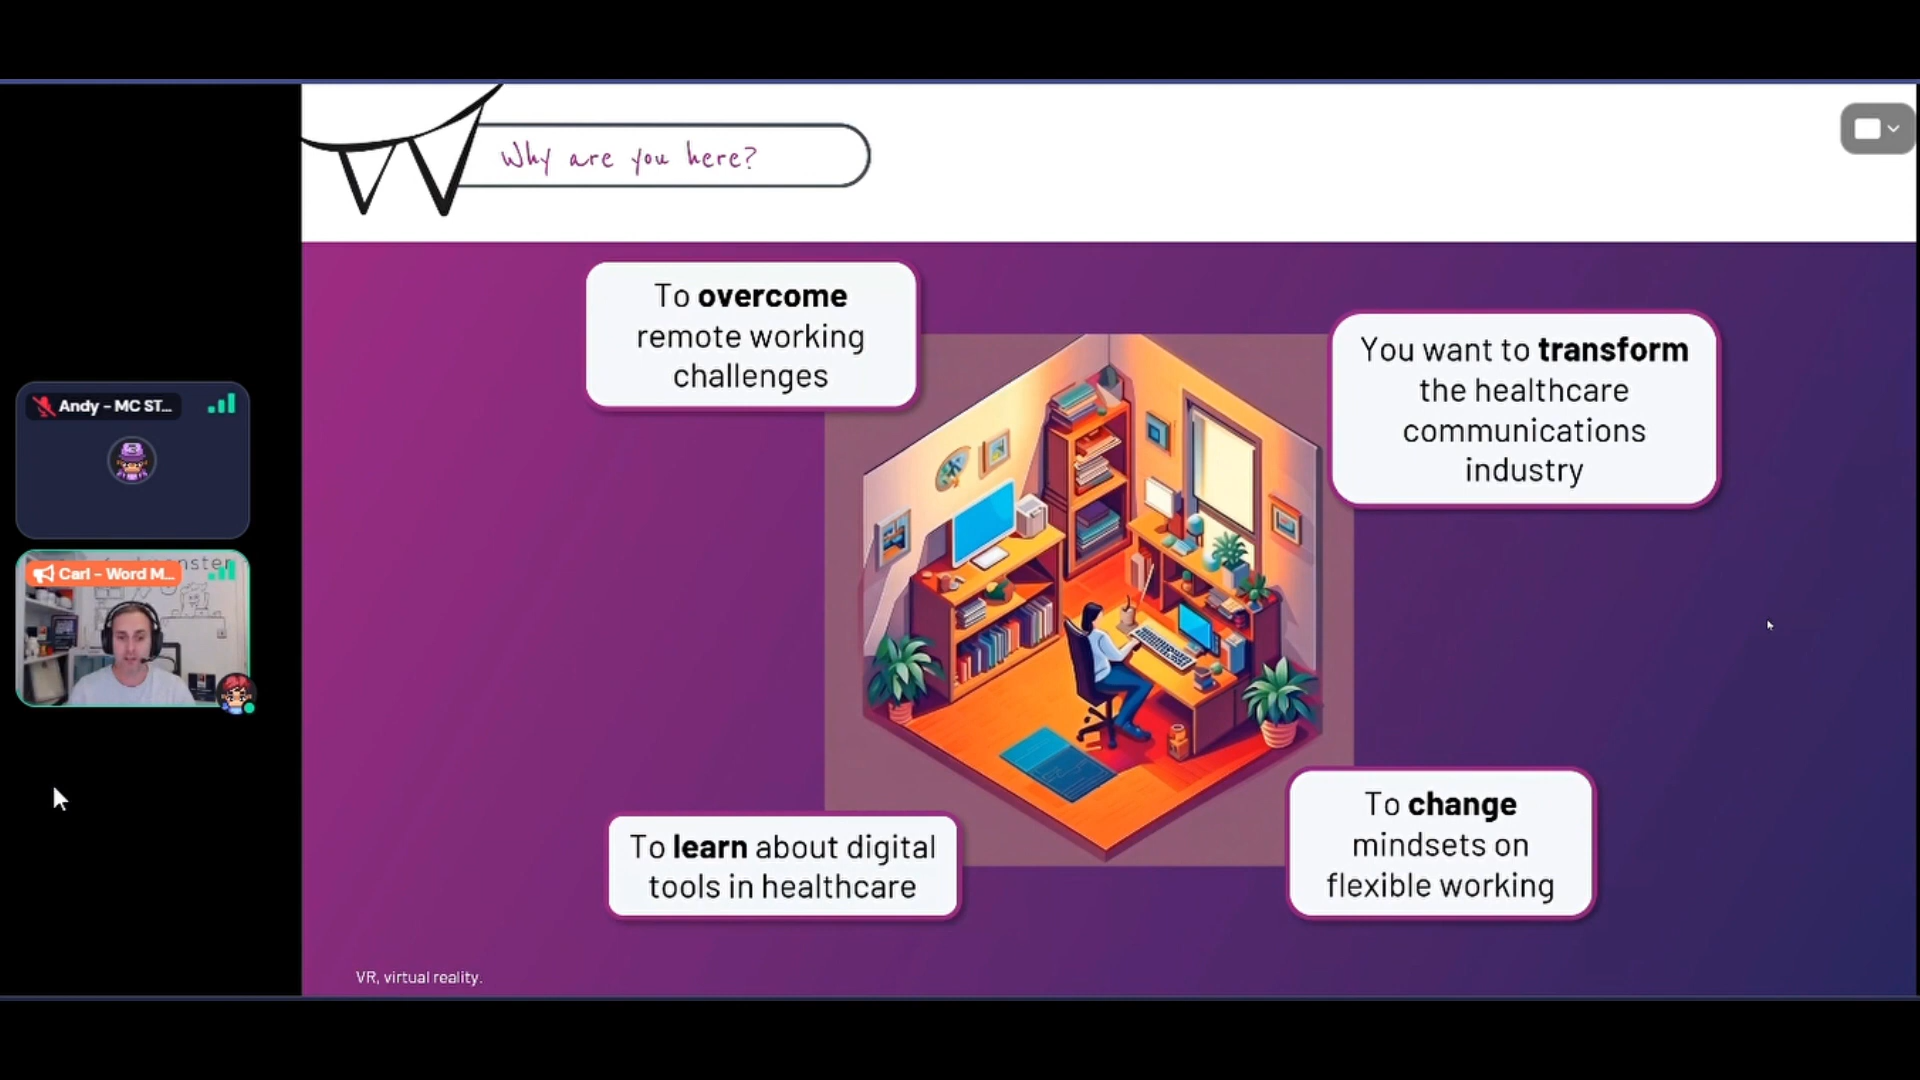 Why are you here?
To overcome
remote working
challenges
You want to transform
the healthcare
communications
industry
Andy - MC ST...
nster
Carl - Word M...
To learn about digital
tools in healthcare
To change
mindsets on
flexible working
VR, virtual reality.